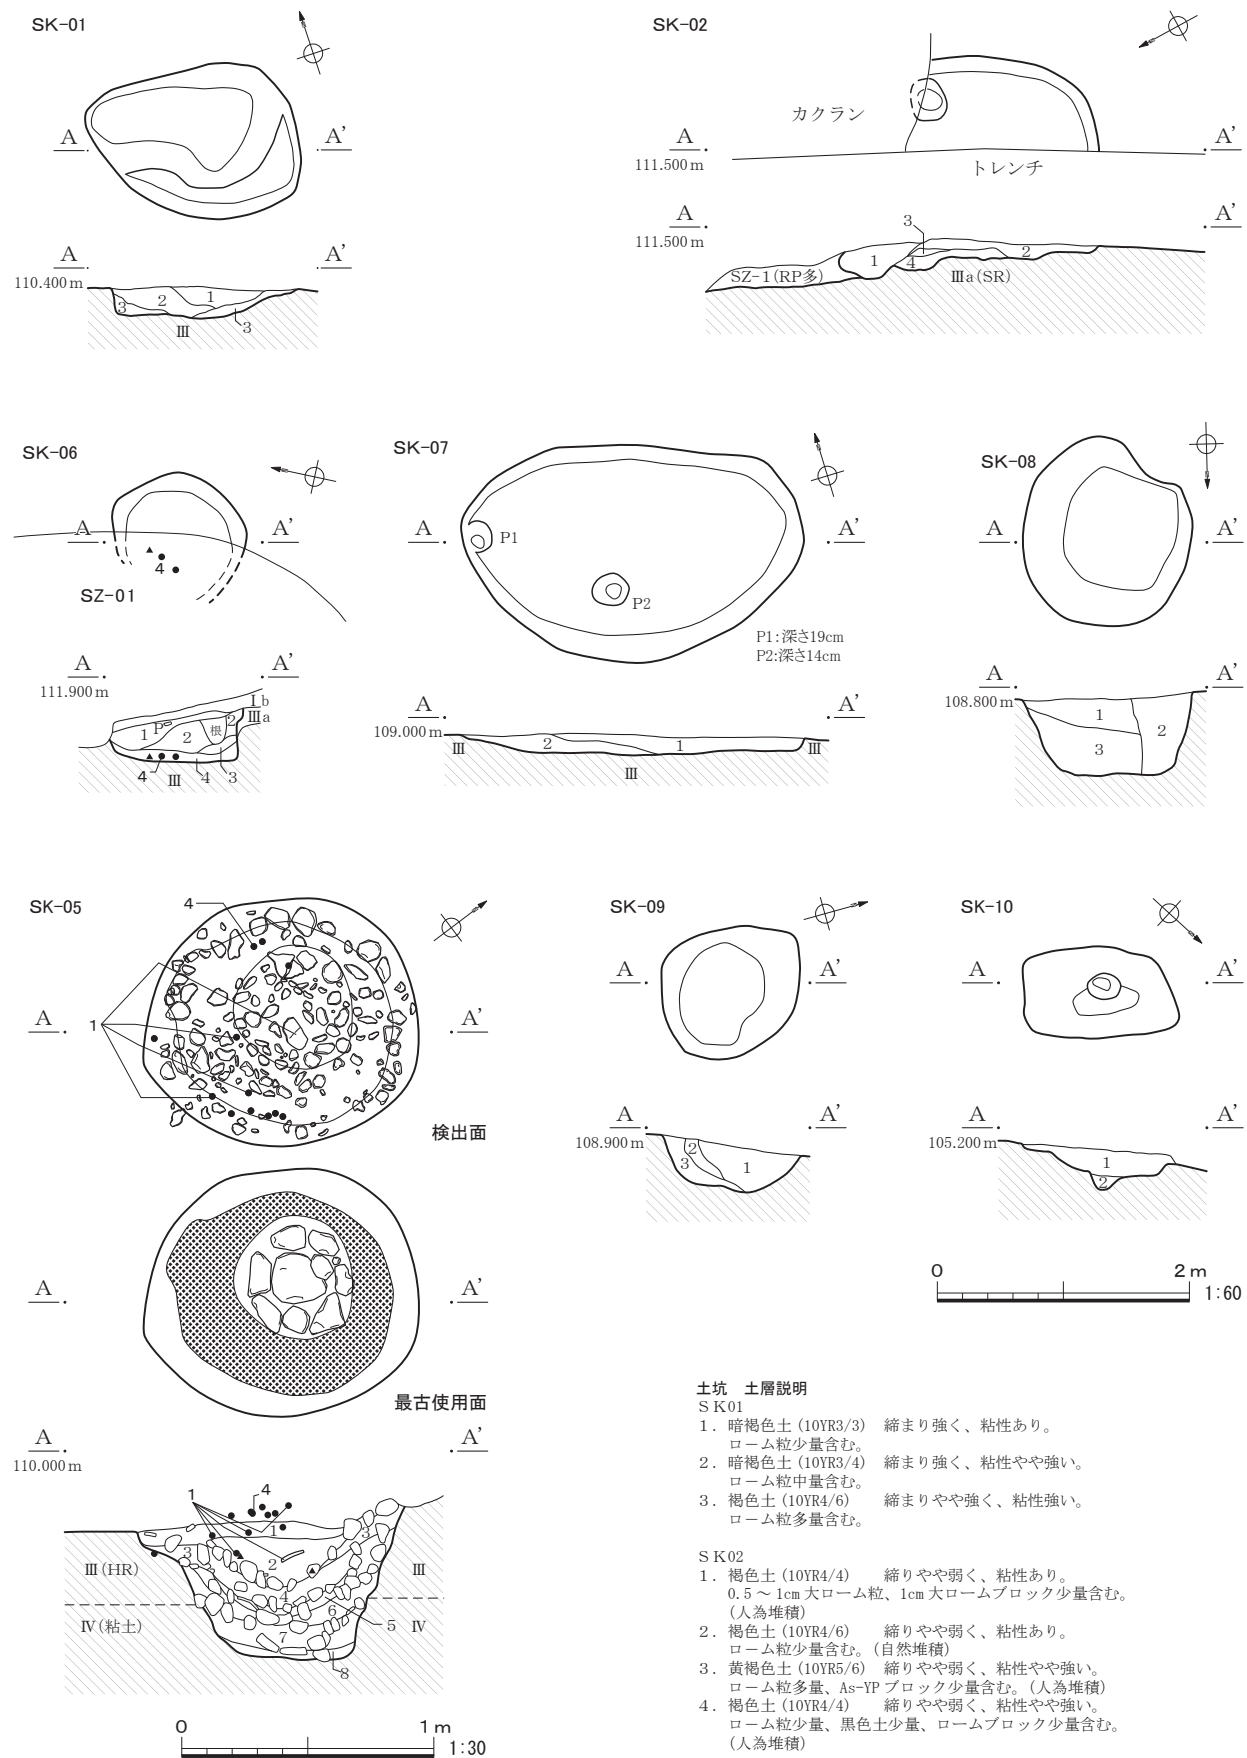 SK-01
A
A'
A
A'
110.400m
1
2
3
3
Ⅲ
SK-02
カクラン
A
A'
111.500m
トレンチ
A
A'
111.500m
3
1
4
2
SZ-1(RP多)
Ⅲa(SR)
SK-06
A
A'
4
SZ-01
A
A'
111.900m
Ⅰb
Ⅲa
P
1
2
根
2
4
Ⅲ
4
3
SK-07
A
A'
P1
P2
P1:深さ19cm
P2:深さ14cm
A
A'
109.000m
Ⅲ
2
1
Ⅲ
Ⅲ
SK-08
A
A'
A
A'
108.800m
1
2
3
SK-05
4
A
A'
1
検出面
A
A'
最古使用面
A
A'
110.000m
1
4
1
3
3
2
Ⅲ(HR)
Ⅲ
4
6
5
Ⅳ(粘土)
Ⅳ
7
8
0
1m
1:30
SK-09
A
A'
A
A'
108.900m
2
3
1
SK-10
A
A'
A
A'
105.200m
1
2
0
2m
1:60
土坑 土層説明
SK01
1. 暗褐色土(10YR3/3) 締まり強く、粘性あり。
ローム粒少量含む。
2. 暗褐色土(10YR3/4) 締まり強く、粘性やや強い。
ローム粒中量含む。
3. 褐色土(10YR4/6) 締まりやや強く、粘性強い。
ローム粒多量含む。
SK02
1. 褐色土(10YR4/4) 締りやや弱く、粘性あり。
0.5～1cm大ローム粒、1cm大ロームブロック少量含む。
(人為堆積)
2. 褐色土(10YR4/6) 締りやや弱く、粘性あり。
ローム粒少量含む。(自然堆積)
3. 黄褐色土(10YR5/6) 締りやや弱く、粘性やや強い。
ローム粒多量、As-YPブロック少量含む。(人為堆積)
4. 褐色土(10YR4/4) 締りやや弱く、粘性やや強い。
ローム粒少量、黒色土少量、ロームブロック少量含む。
(人為堆積)